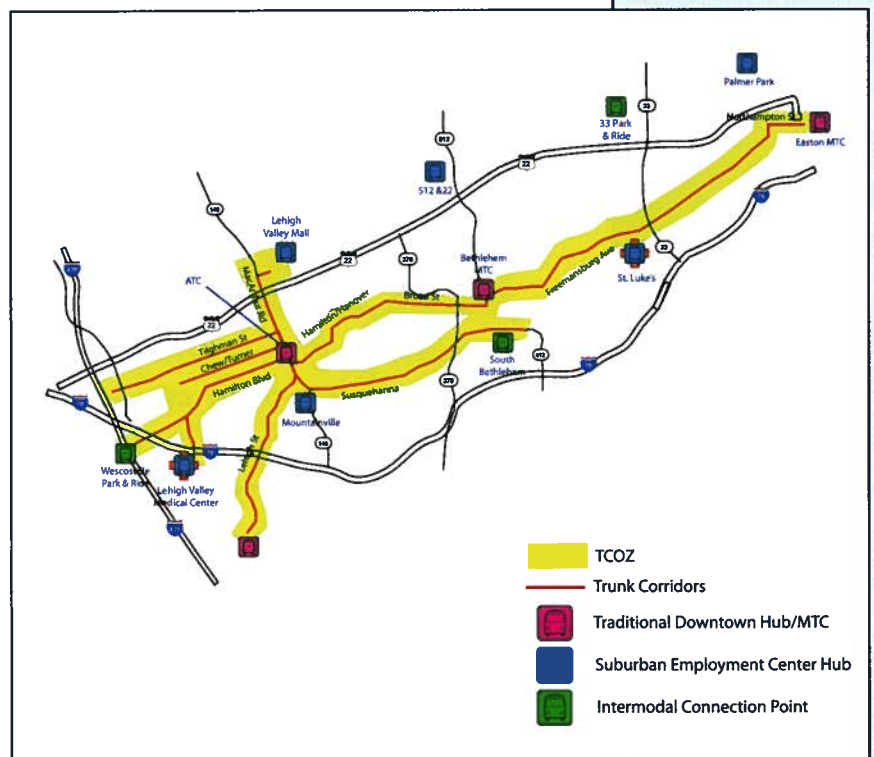 Palmer Park
33
33 Park
& Ride
Northampton St
Easton MTC
512
22
512 &22
145
Lehigh
Valley Mall
ATC
22
378
Bethlehem
MTC
Freemansburg Ave
33
St. Luke's
MacArthur Rd
Hamilton/Hanover
Broad St
22
Tilghman St
Chew/Turner
Hamilton Blvd
South
Bethlehem
412
Susquehanna
378
Mountainville
145
Lehigh St
Wescosville
Park & Ride
Lehigh Valley
Medical Center
TCOZ
Trunk Corridors
Traditional Downtown Hub/MTC
Suburban Employment Center Hub
Intermodal Connection Point